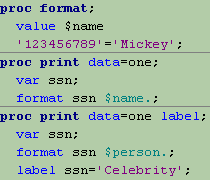 proc format;
value $name
'123456789'='Mickey';
proc print data=one;
var ssn;
format ssn $name.;
proc print data=one label;
var ssn;
format ssn $person.;
label ssn='Celebrity';